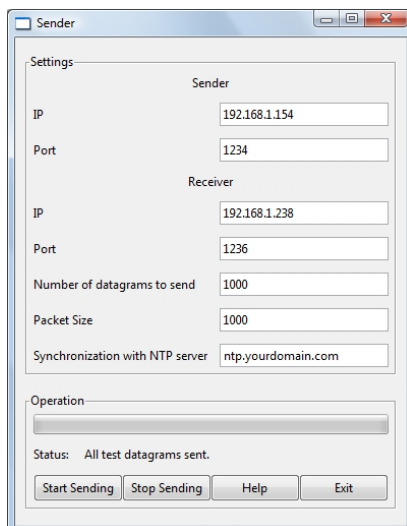 Sender
Settings
Sender
IP 192.168.1.154
Port 1234
Receiver
IP 192.168.1.238
Port 1236
Number of datagrams to send 1000
Packet Size 1000
Synchronization with NTP server ntp.yourdomain.com
Operation
Status: All test datagrams sent.
Start Sending Stop Sending Help Exit